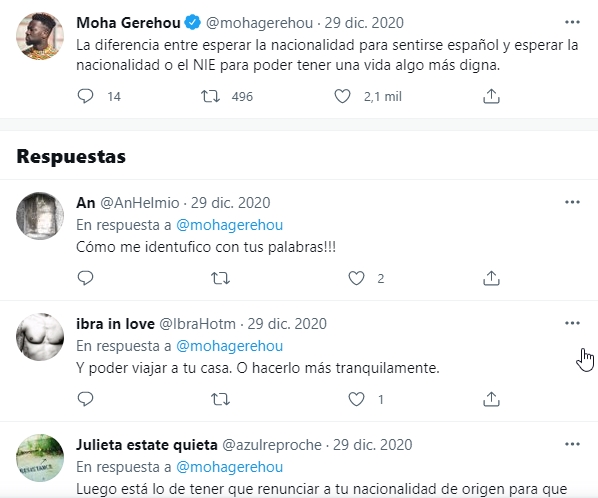 Moha Gerehou @mohagerehou · 29 dic. 2020
La diferencia entre esperar la nacionalidad para sentirse español y esperar la
nacionalidad o el NIE para poder tener una vida algo más digna.
14 496 2,1 mil
Respuestas
An @AnHelmio · 29 dic. 2020
En respuesta a @mohagerehou
Cómo me identufico con tus palabras!!!
2
ibra in love @IbraHotm · 29 dic. 2020
En respuesta a @mohagerehou
Y poder viajar a tu casa. O hacerlo más tranquilamente.
1
Julieta estate quieta @azulreproche · 29 dic. 2020
En respuesta a @mohagerehou
Luego está lo de tener que renunciar a tu nacionalidad de origen para que